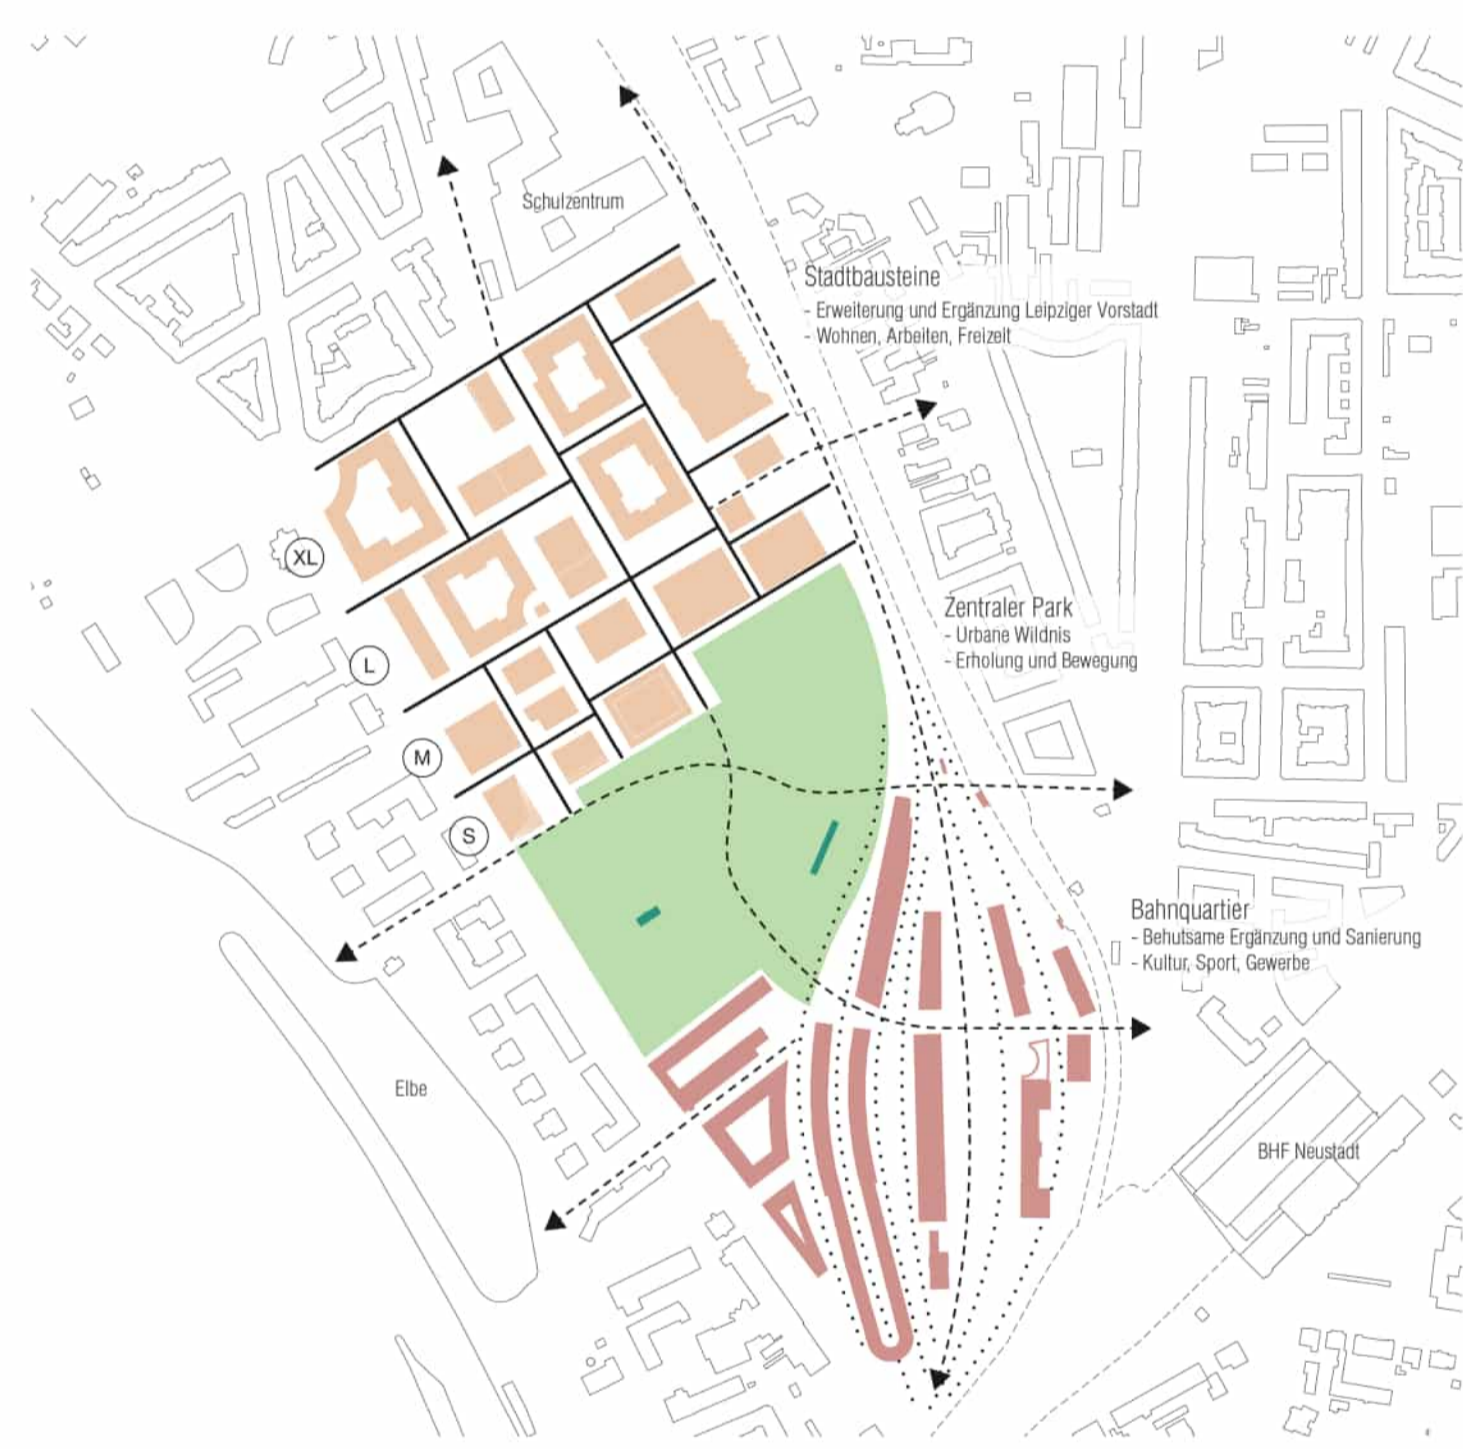 Schulzentrum
Stadtbausteine
- Erweiterung und Ergänzung Leipziger Vorstadt
- Wohnen, Arbeiten, Freizeit
XL
Zentraler Park
- Urbane Wildnis
- Erholung und Bewegung
L
M
S
Bahnquartier
- Behutsame Ergänzung und Sanierung
- Kultur, Sport, Gewerbe
Elbe
BHF Neustadt